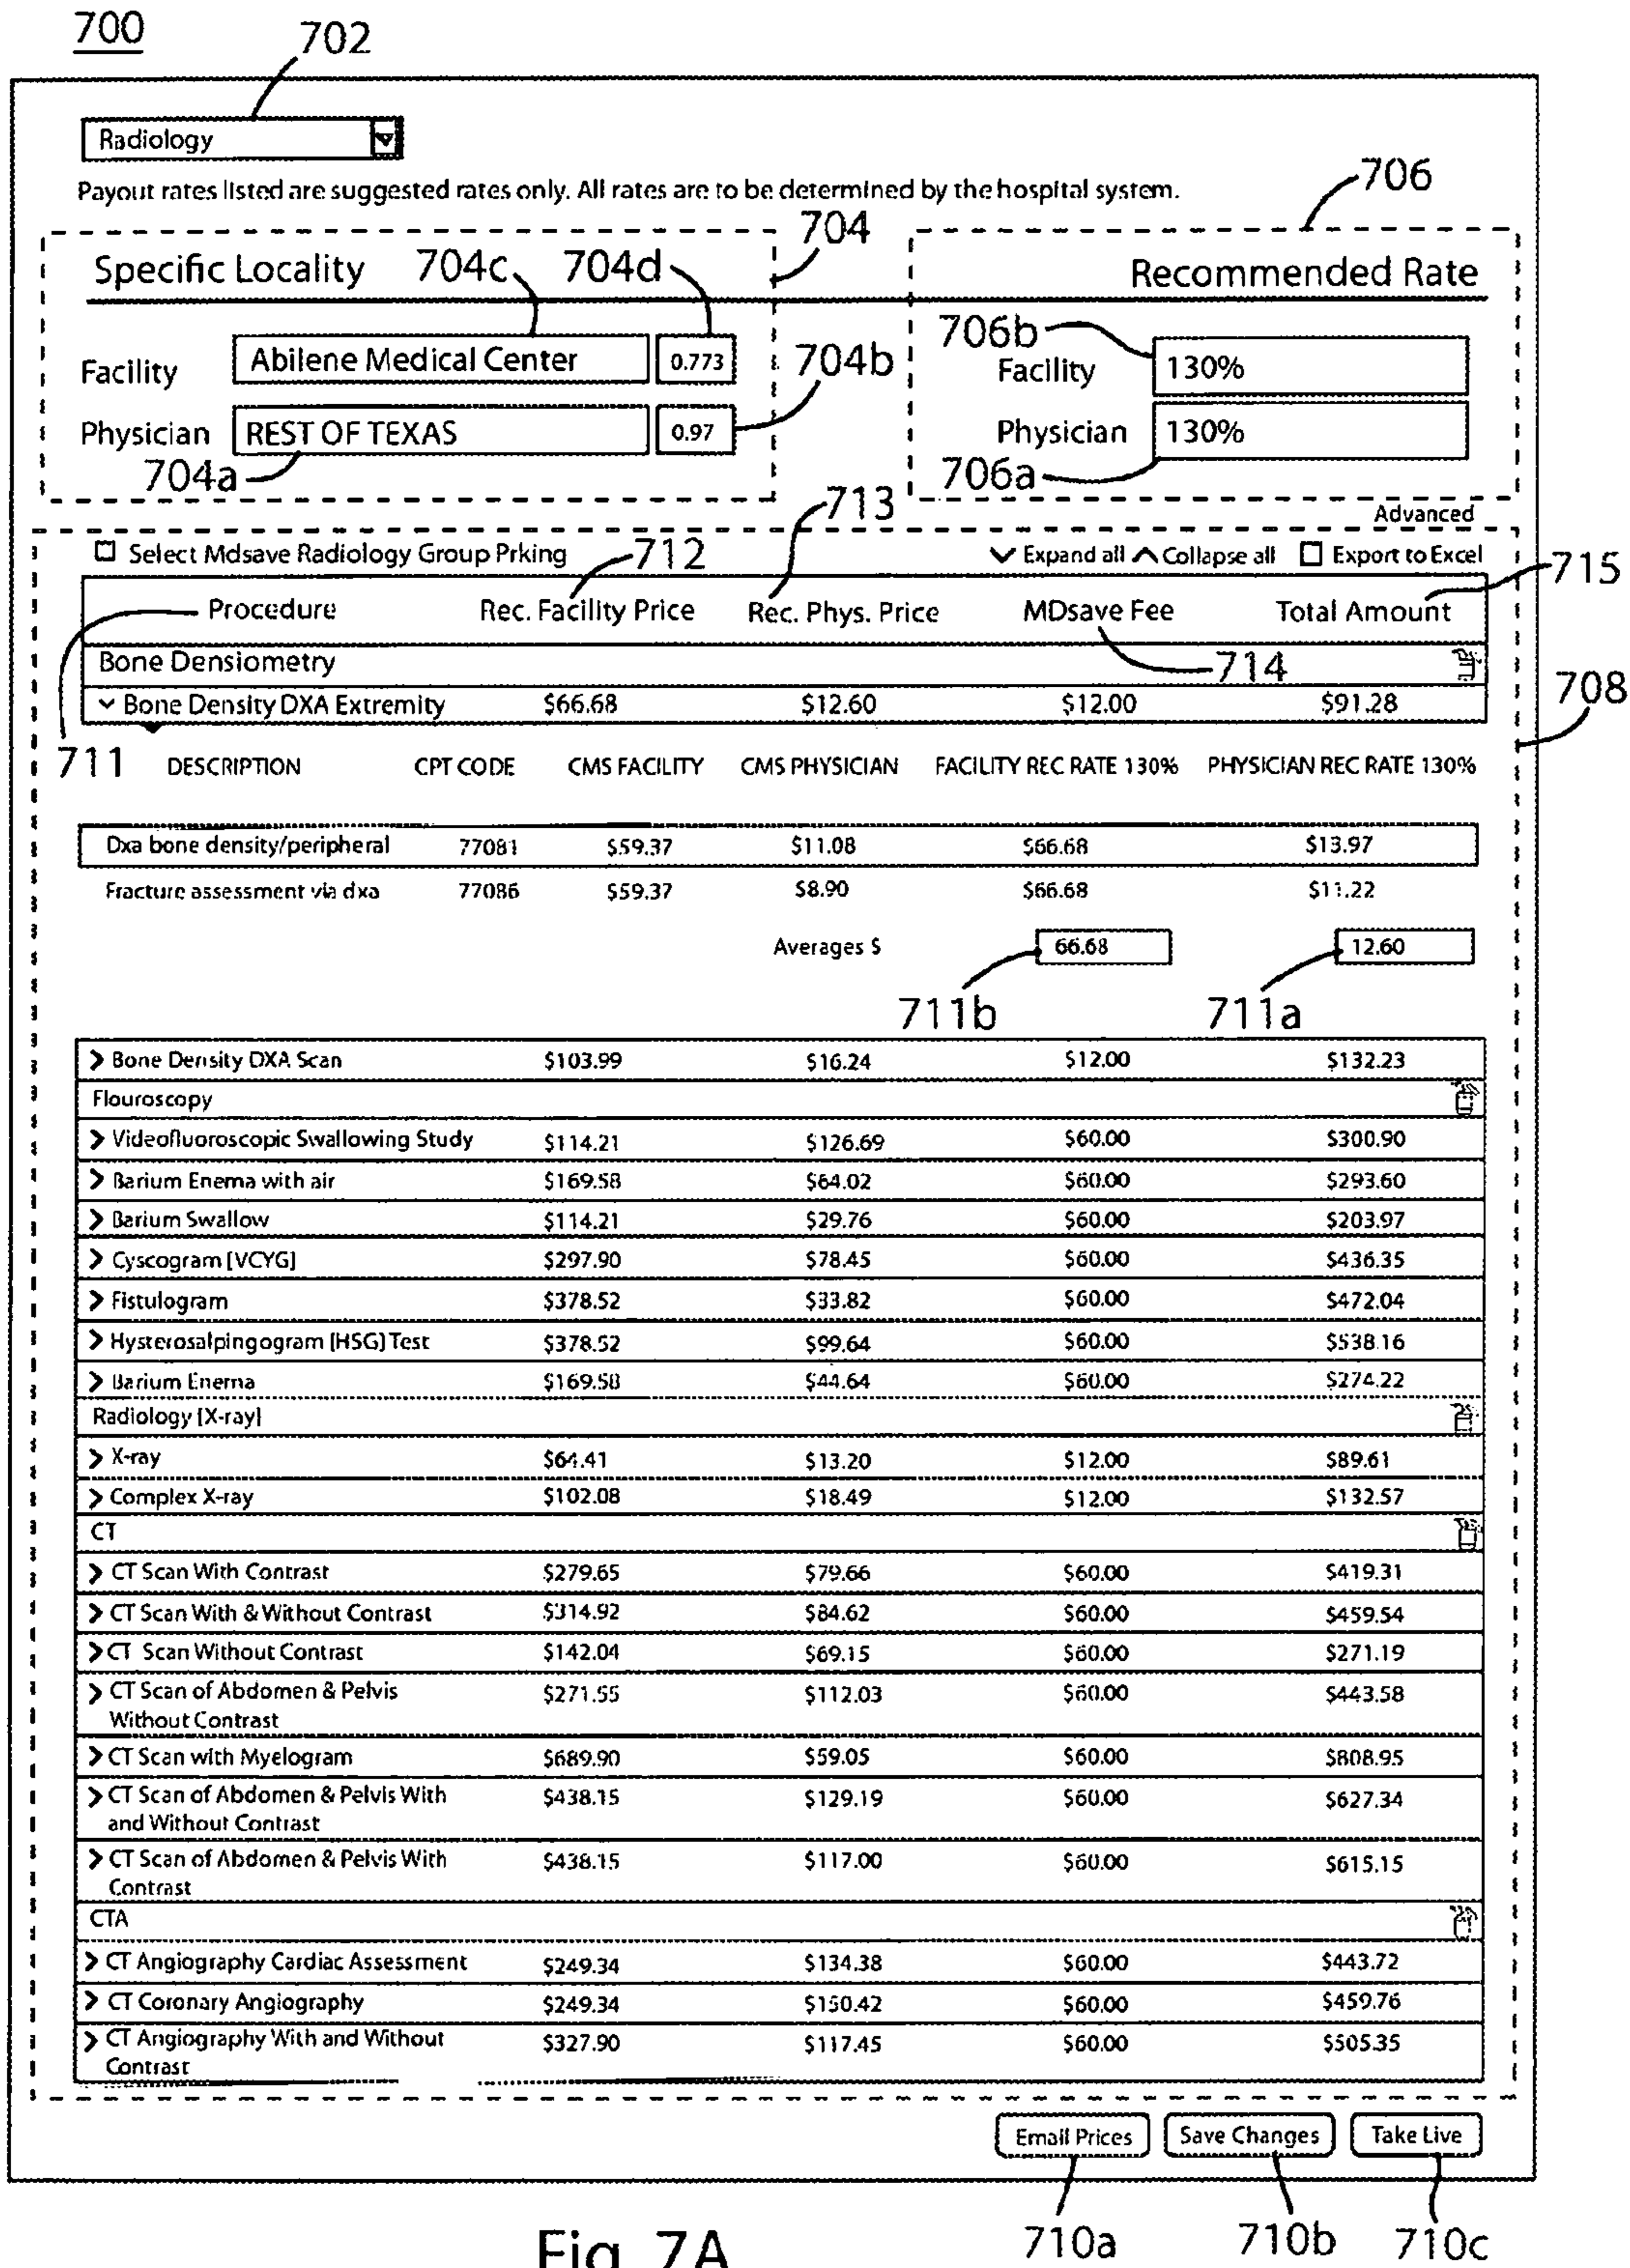 700
702
Radiology
Payout rates listed are suggested rates only. All rates are to be determined by the hospital system.
706
704
Specific Locality 704c 704d Recommended Rate
Facility Abilene Medical Center 0.773 704b 706b Facility 130%
Physician REST OF TEXAS 0.97 Physician 130%
704a 706a
713 Advanced
Select Mdsave Radiology Group Prking 712 Expand all Collapse all Export to Excel 715
Procedure Rec. Facility Price Rec. Phys. Price MDsave Fee Total Amount
Bone Densiometry 714
Bone Density DXA Extremity $66.68 $12.60 $12.00 $91.28 708
711 DESCRIPTION CPT CODE CMS FACILITY CMS PHYSICIAN FACILITY REC RATE 130% PHYSICIAN REC RATE 130%
Dxa bone density/peripheral 77081 $59.37 $11.08 $66.68 $13.97
Fracture assessment via dxa 77086 $59.37 $8.90 $66.68 $11.22
Averages $ 66.68 12.60
711b 711a
Bone Density DXA Scan $103.99 $16.24 $12.00 $132.23
Flouroscopy
Videofluoroscopic Swallowing Study $114.21 $126.69 $60.00 $300.90
Barium Enema with air $169.58 $64.02 $60.00 $293.60
Barium Swallow $114.21 $29.76 $60.00 $203.97
Cyscogram [VCYG] $297.90 $78.45 $60.00 $436.35
Fistulogram $378.52 $33.82 $60.00 $472.04
Hysterosalpingogram [HSG] Test $378.52 $99.64 $60.00 $538.16
Barium Enema $169.58 $44.64 $60.00 $274.22
Radiology [X-ray]
X-ray $64.41 $13.20 $12.00 $89.61
Complex X-ray $102.08 $18.49 $12.00 $132.57
CT
CT Scan With Contrast $279.65 $79.66 $60.00 $419.31
CT Scan With & Without Contrast $314.92 $84.62 $60.00 $459.54
CT Scan Without Contrast $142.04 $69.15 $60.00 $271.19
CT Scan of Abdomen & Pelvis $271.55 $112.03 $60.00 $443.58
Without Contrast
CT Scan with Myelogram $689.90 $59.05 $60.00 $808.95
CT Scan of Abdomen & Pelvis With $438.15 $129.19 $60.00 $627.34
and Without Contrast
CT Scan of Abdomen & Pelvis With $438.15 $117.00 $60.00 $615.15
Contrast
CTA
CT Angiography Cardiac Assessment $249.34 $134.38 $60.00 $443.72
CT Coronary Angiography $249.34 $150.42 $60.00 $459.76
CT Angiography With and Without $327.90 $117.45 $60.00 $505.35
Contrast
Email Prices Save Changes Take Live
710a 710b 710c
Fig. 7A